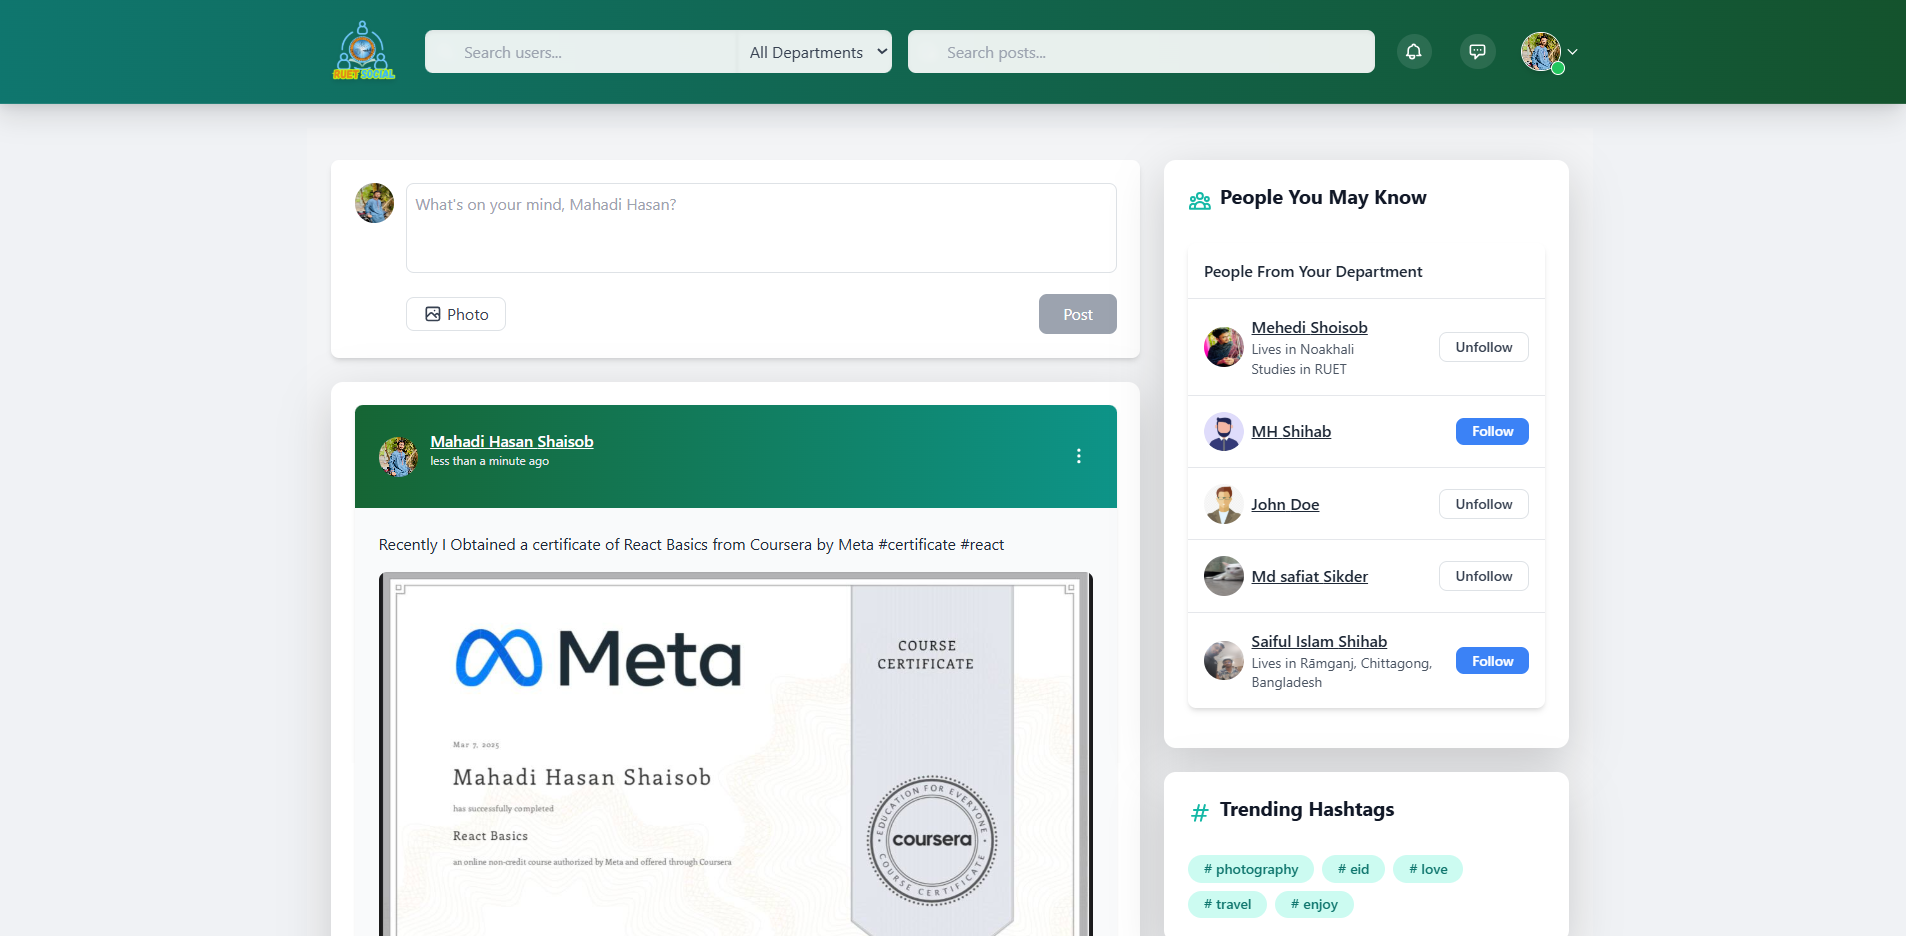 RUET SOCIAL
Search users...
All Departments
Search posts...
What's on your mind, Mahadi Hasan?
Photo
Post
Mahadi Hasan Shaisob
less than a minute ago
Recently I Obtained a certificate of React Basics from Coursera by Meta #certificate #react
Meta
COURSE
CERTIFICATE
Mar 7, 2025
Mahadi Hasan Shaisob
has successfully completed
React Basics
an online non-credit course authorized by Meta and offered through Coursera
EDUCATION FOR EVERYONE
coursera
COURSE CERTIFICATE
People You May Know
People From Your Department
Mehedi Shoisob
Lives in Noakhali
Studies in RUET
Unfollow
MH Shihab
Follow
John Doe
Unfollow
Md safiat Sikder
Unfollow
Saiful Islam Shihab
Lives in Rāmganj, Chittagong,
Bangladesh
Follow
# Trending Hashtags
# photography
# eid
# love
# travel
# enjoy